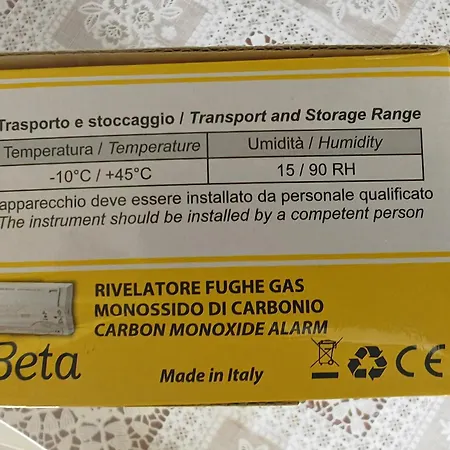 Trasporto e stoccaggio / Transport and Storage Range
Temperatura / Temperature Umidità / Humidity
-10°C / +45°C 15 / 90 RH
apparecchio deve essere installato da personale qualificato
The instrument should be installed by a competent person
RIVELATORE FUGHE GAS
MONOSSIDO DI CARBONIO
CARBON MONOXIDE ALARM
Beta
Made in Italy
CE